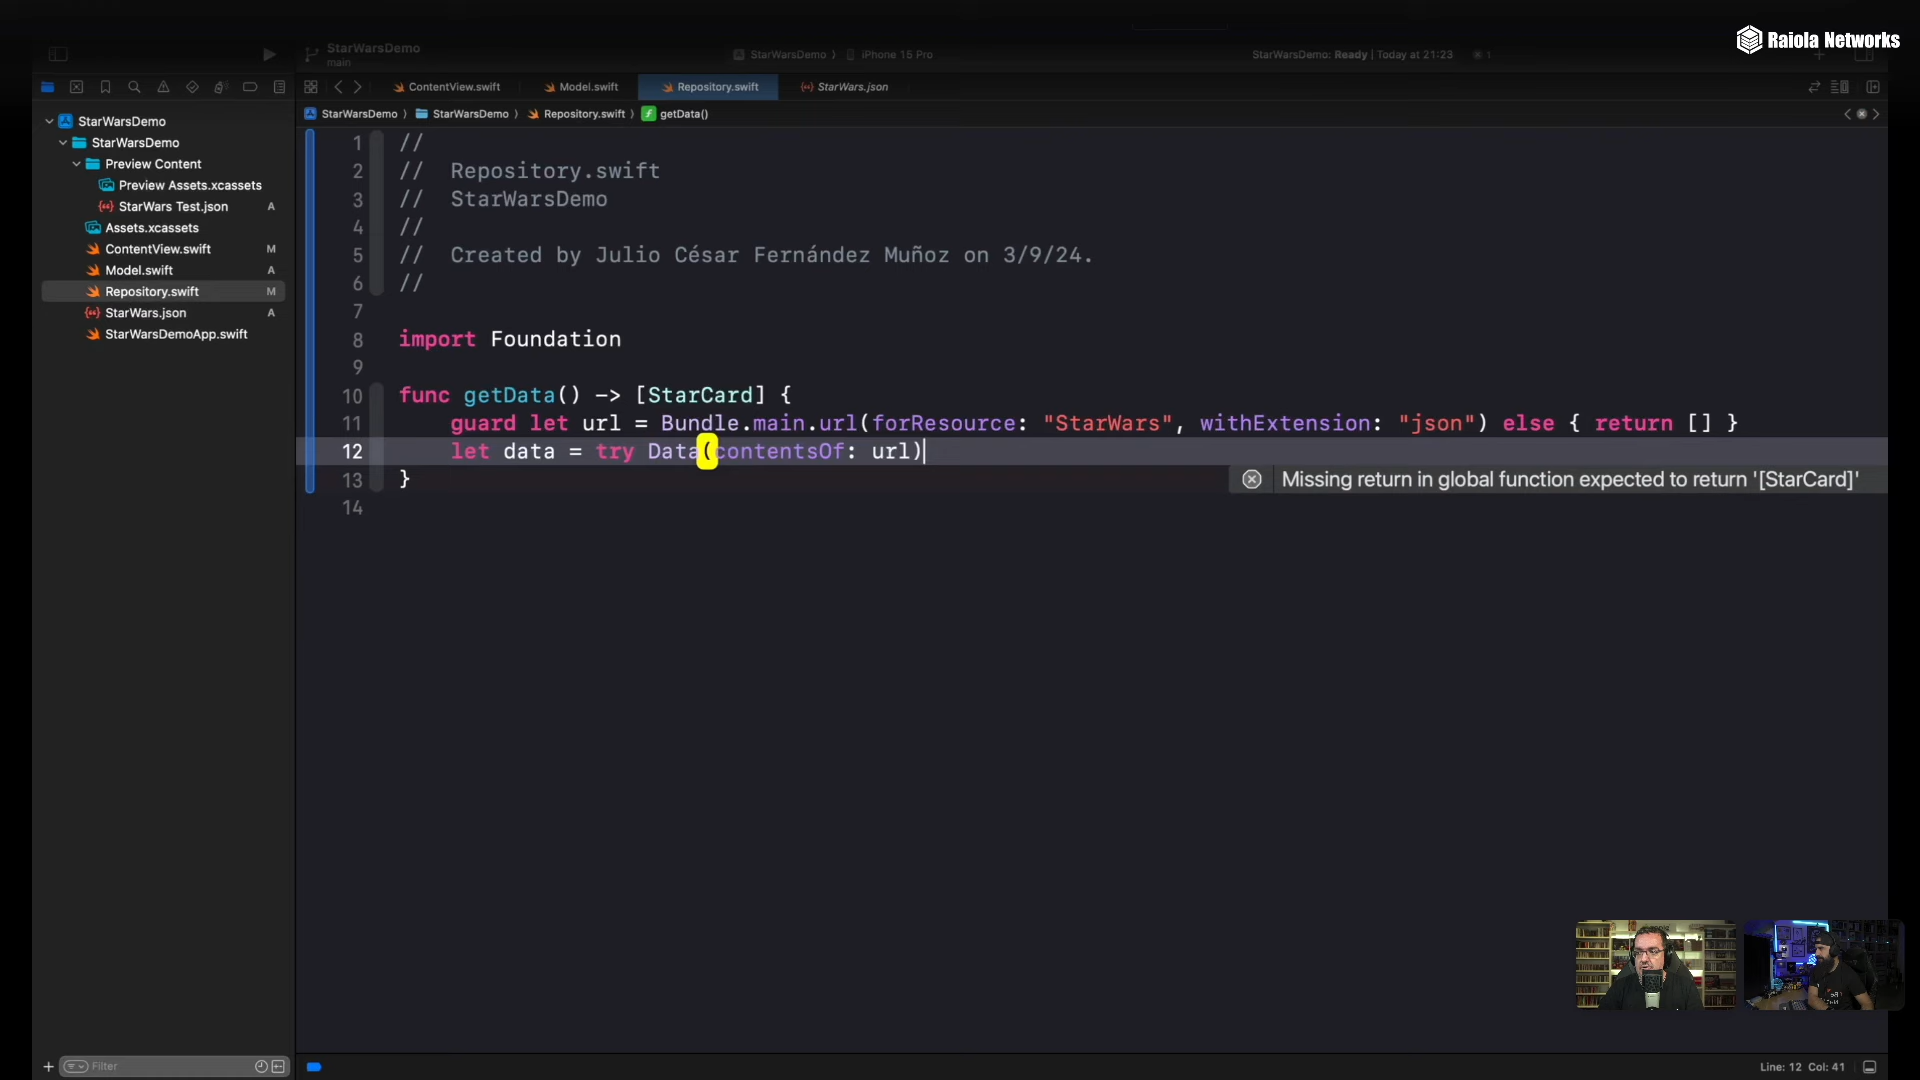 Raiola Networks
StarWarsDemo
main
StarWarsDemo
iPhone 15 Pro
StarWarsDemo: Ready | Today at 21:23
1
ContentView.swift
Model.swift
Repository.swift
StarWars.json
StarWarsDemo
StarWarsDemo
Repository.swift
getData()
StarWarsDemo
StarWarsDemo
Preview Content
Preview Assets.xcassets
StarWars Test.json A
Assets.xcassets
ContentView.swift M
Model.swift A
Repository.swift M
StarWars.json A
StarWarsDemoApp.swift
1 //
2 // Repository.swift
3 // StarWarsDemo
4 //
5 // Created by Julio César Fernández Muñoz on 3/9/24.
6 //
7
8 import Foundation
9
10 func getData() -> [StarCard] {
11 guard let url = Bundle.main.url(forResource: "StarWars", withExtension: "json") else { return [] }
12 let data = try Data(contentsOf: url)
13 }
Missing return in global function expected to return '[StarCard]'
14
Filter
Line: 12 Col: 41